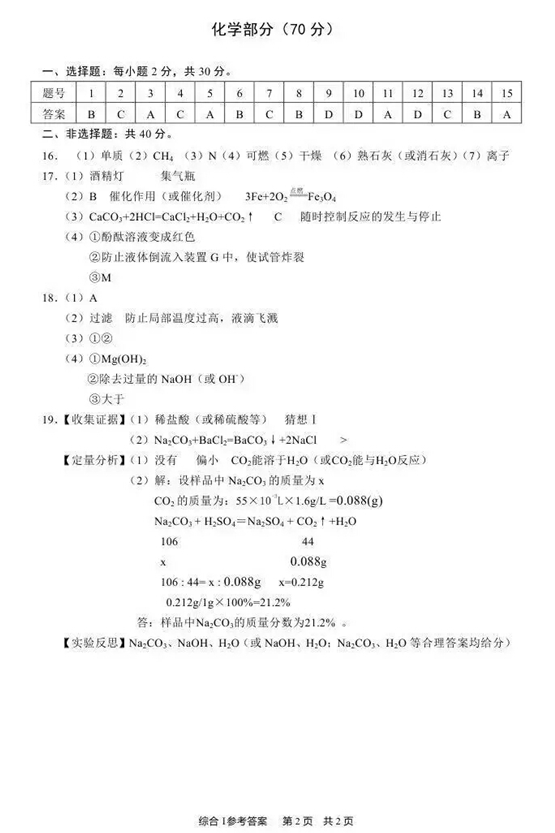 化学部分（70 分）
一、选择题：每小题 2 分，共 30 分。
题号 1 2 3 4 5 6 7 8 9 10 11 12 13 14 15
答案 B C A C A B C B D D A D C B A
二、非选择题：共 40 分。
16. （1）单质（2）CH₄ （3）N（4）可燃（5）干燥 （6）熟石灰（或消石灰）（7）离子
17.（1）酒精灯 集气瓶
（2）B 催化作用（或催化剂） 3Fe+2O₂ 点燃 Fe₃O₄
（3）CaCO₃+2HCl=CaCl₂+H₂O+CO₂↑ C 随时控制反应的发生与停止
（4）①酚酞溶液变成红色
②防止液体倒流入装置 G 中，使试管炸裂
③M
18.（1）A
（2）过滤 防止局部温度过高，液滴飞溅
（3）①②
（4）①Mg(OH)₂
②除去过量的 NaOH（或 OH⁻）
③大于
19.【收集证据】（1）稀盐酸（或稀硫酸等） 猜想Ⅰ
（2）Na₂CO₃+BaCl₂=BaCO₃↓+2NaCl >
【定量分析】（1）没有 偏小 CO₂能溶于H₂O（或CO₂能与H₂O反应）
（2）解：设样品中 Na₂CO₃ 的质量为 x
CO₂ 的质量为：55×10⁻³L×1.6g/L =0.088(g)
Na₂CO₃ + H₂SO₄＝Na₂SO₄ + CO₂↑+H₂O
106 44
x 0.088g
106 : 44= x : 0.088g x=0.212g
0.212g/1g×100%=21.2%
答：样品中Na₂CO₃的质量分数为21.2% 。
【实验反思】Na₂CO₃、NaOH、H₂O（或 NaOH、H₂O；Na₂CO₃、H₂O 等合理答案均给分）
综合 1参考答案 第 2 页 共 2 页